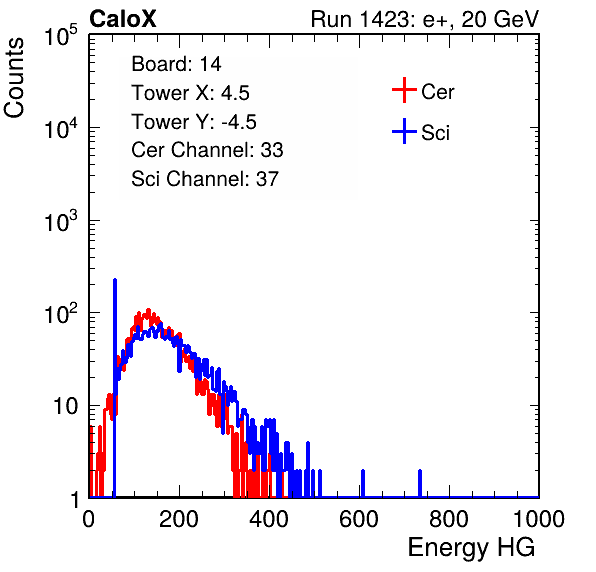 CaloX Run 1423: e+, 20 GeV
Counts
10^5
10^4
10^3
10^2
10
1
Board: 14
Tower X: 4.5
Tower Y: -4.5
Cer Channel: 33
Sci Channel: 37
Cer
Sci
0 200 400 600 800 1000
Energy HG